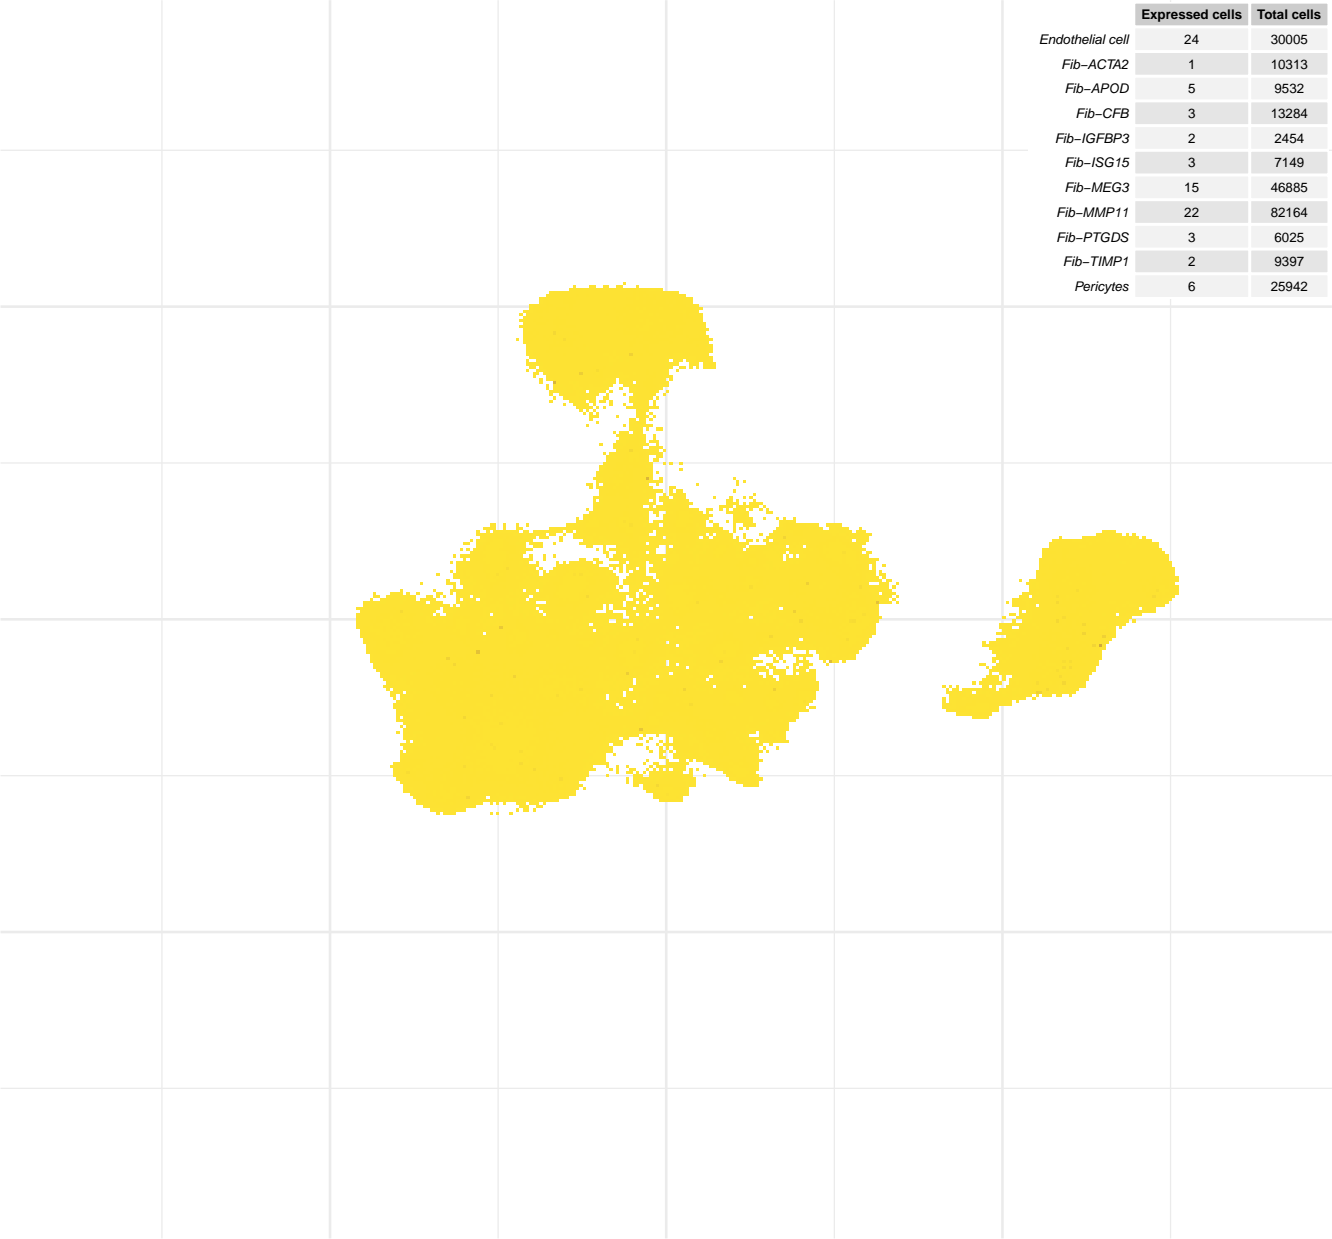 Expressed cells Total cells
Endothelial cell 24 30005
Fib−ACTA2 1 10313
Fib−APOD 5 9532
Fib−CFB 3 13284
Fib−IGFBP3 2 2454
Fib−ISG15 3 7149
Fib−MEG3 15 46885
Fib−MMP11 22 82164
Fib−PTGDS 3 6025
Fib−TIMP1 2 9397
Pericytes 6 25942